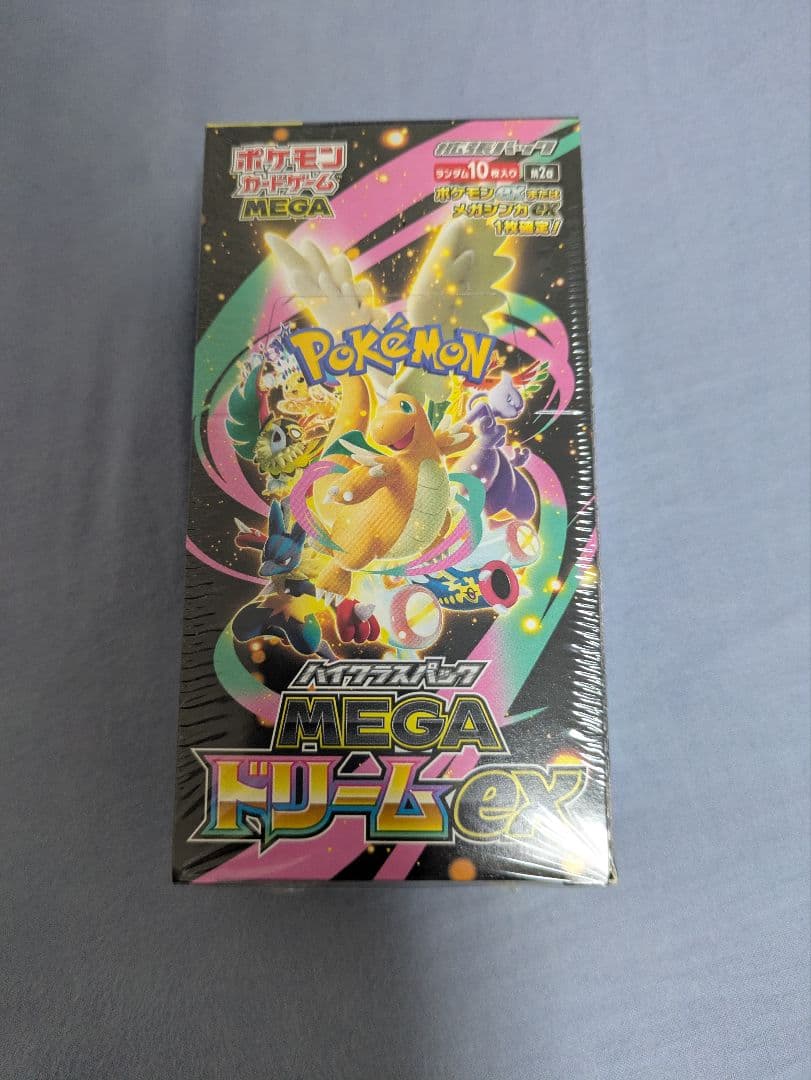 ポケモン
カードゲーム
MEGA
拡張パック
ランダム10枚入り
ポケモンexまたは
メガシンカex
1枚確定!
POKÉMON
ハイクラスパック
MEGA
ドリームex